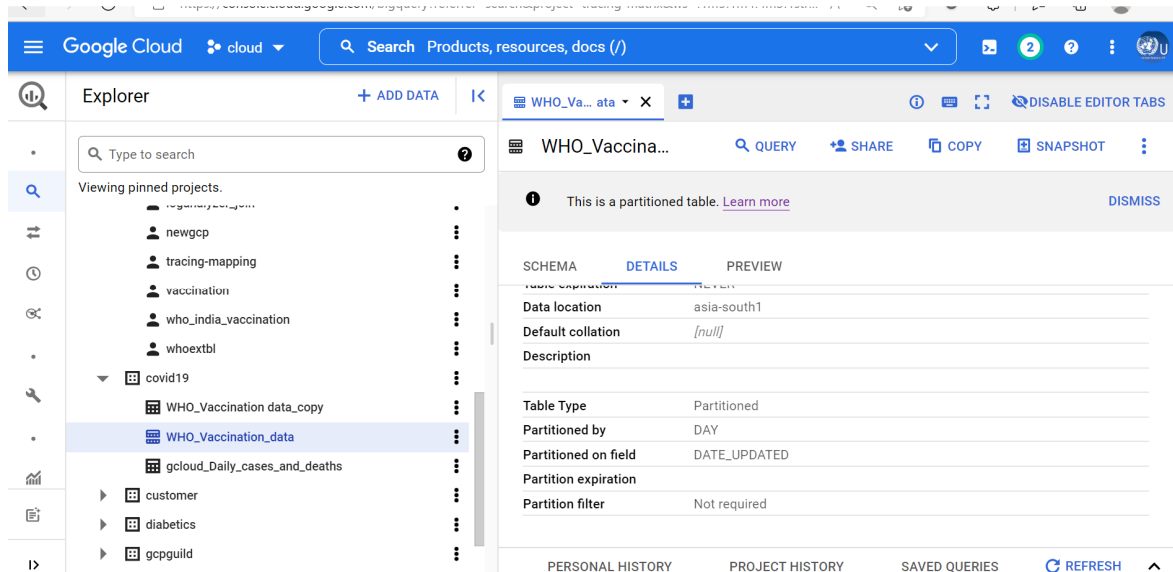 Google Cloud
cloud
Search Products, resources, docs (/)
2
U
Explorer
+ ADD DATA
Type to search
Viewing pinned projects.
newgcp
tracing-mapping
vaccination
who_india_vaccination
whoextbl
covid19
WHO_Vaccination data_copy
WHO_Vaccination_data
gcloud_Daily_cases_and_deaths
customer
diabetics
gcpguild
WHO_Va... ata
DISABLE EDITOR TABS
WHO_Vaccina...
QUERY
SHARE
COPY
SNAPSHOT
This is a partitioned table. Learn more
DISMISS
SCHEMA
DETAILS
PREVIEW
Table expiration NEVER
Data location asia-south1
Default collation [null]
Description
Table Type Partitioned
Partitioned by DAY
Partitioned on field DATE_UPDATED
Partition expiration
Partition filter Not required
PERSONAL HISTORY
PROJECT HISTORY
SAVED QUERIES
REFRESH